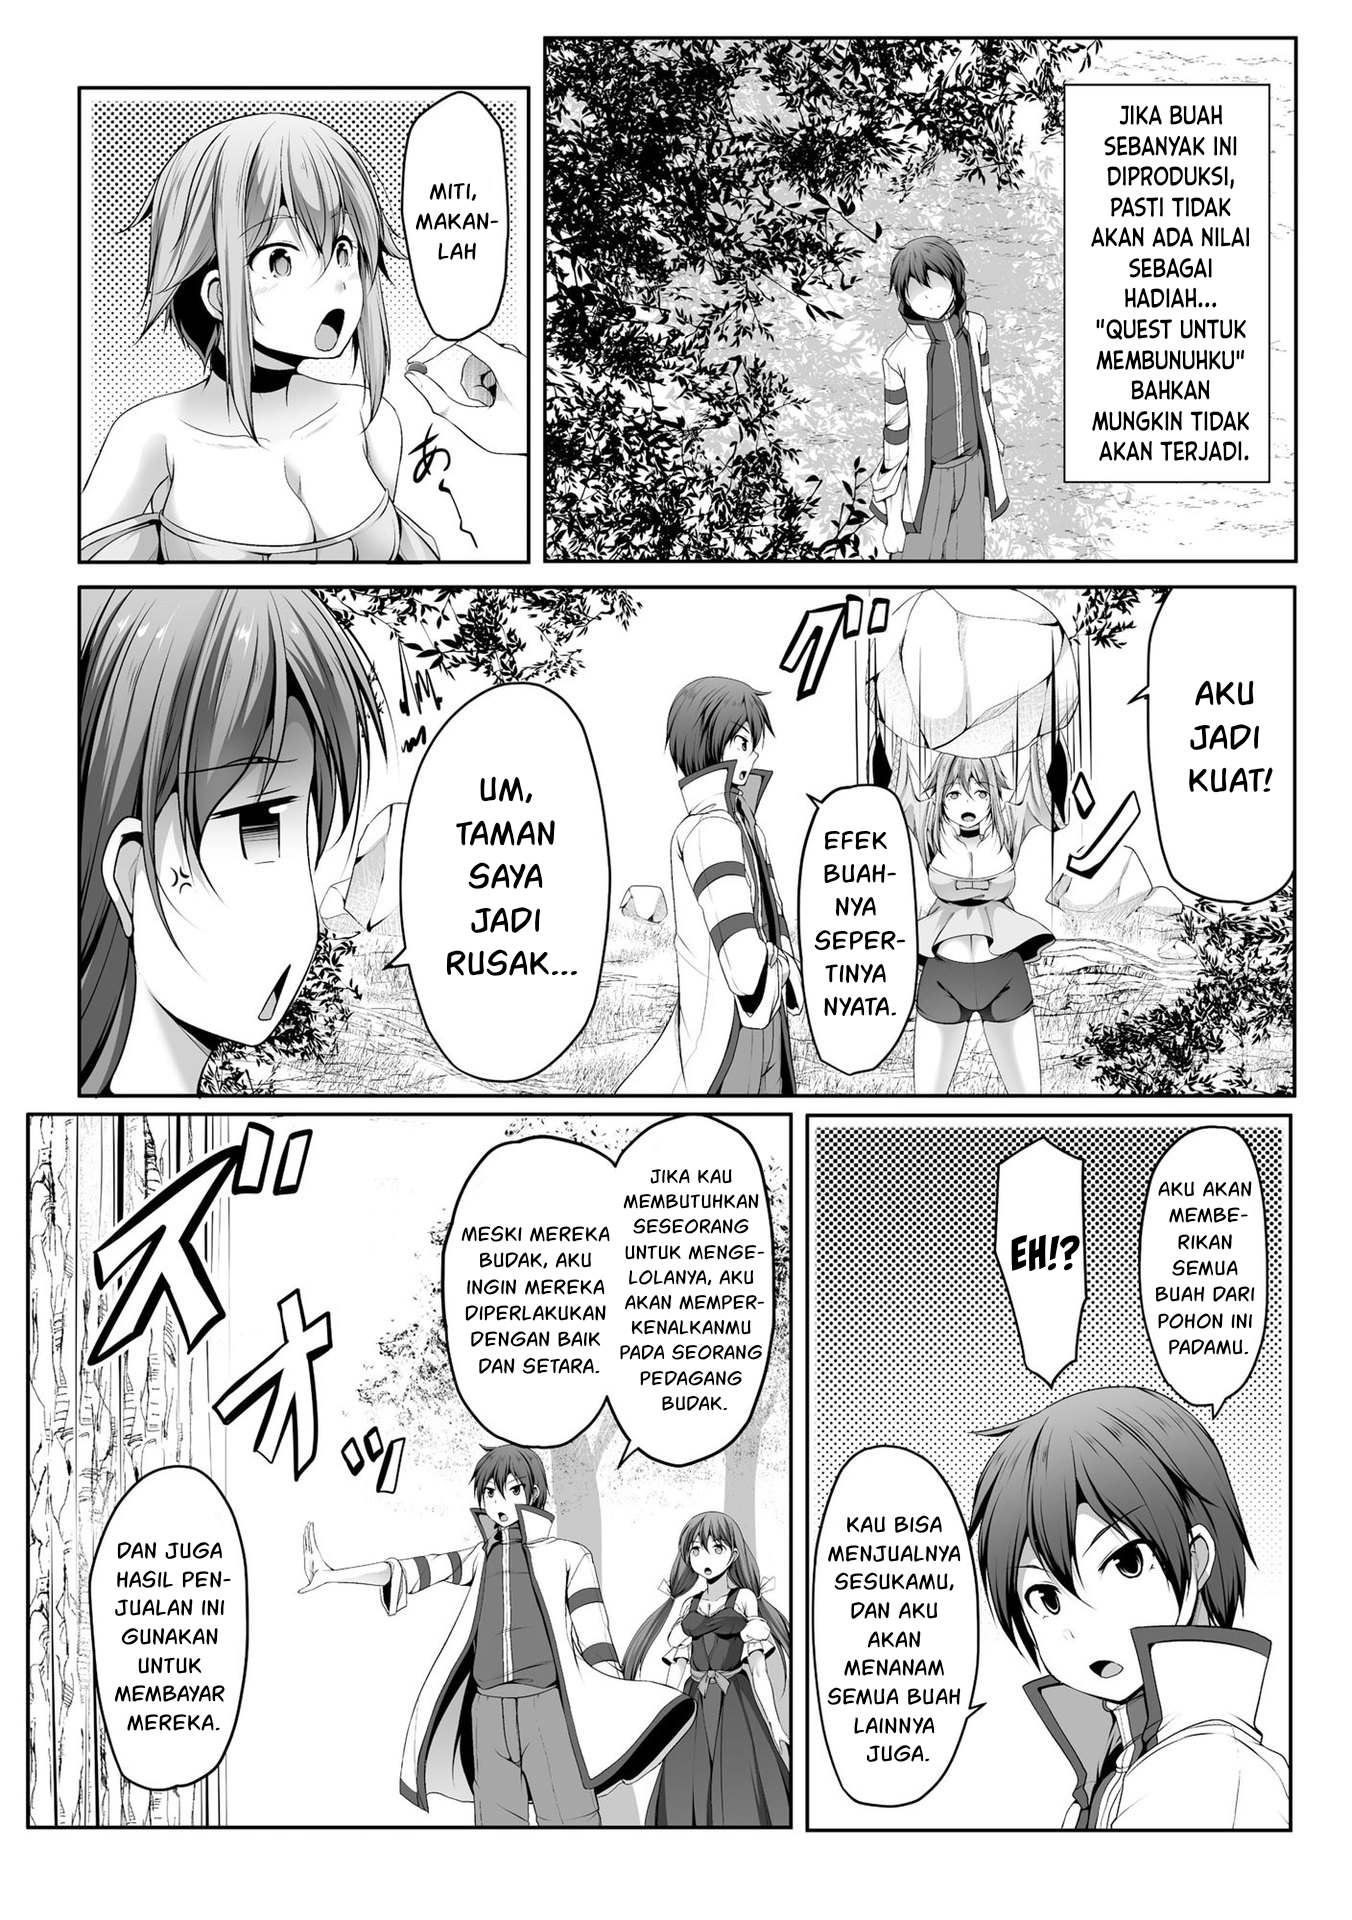 JIKA BUAH
SEBANYAK INI
DIPRODUKSI,
PASTI TIDAK
AKAN ADA NILAI
SEBAGAI
HADIAH...
"QUEST UNTUK
MEMBUNUHKU"
BAHKAN
MUNGKIN TIDAK
AKAN TERJADI.
MITI,
MAKAN-
LAH
あ〜
AKU
JADI
KUAT!
グッ
EFEK
BUAH-
NYA
SEPER-
TINYA
NYATA.
UM,
TAMAN
SAYA
JADI
RUSAK...
AKU AKAN
MEMBE-
RIKAN
SEMUA
BUAH DARI
POHON INI
PADAMU.
EH!?
KAU BISA
MENJUALNYA
SESUKAMU,
DAN AKU
AKAN
MENANAM
SEMUA BUAH
LAINNYA
JUGA.
JIKA KAU
MEMBUTUHKAN
SESEORANG
UNTUK MENGE-
LOLANYA, AKU
AKAN MEMPER-
KENALKANMU
PADA SEORANG
PEDAGANG
BUDAK.
MESKI MEREKA
BUDAK, AKU
INGIN MEREKA
DIPERLAKUKAN
DENGAN BAIK
DAN SETARA.
ズオッ
DAN JUGA
HASIL PEN-
JUALAN INI
GUNAKAN
UNTUK
MEMBAYAR
MEREKA.